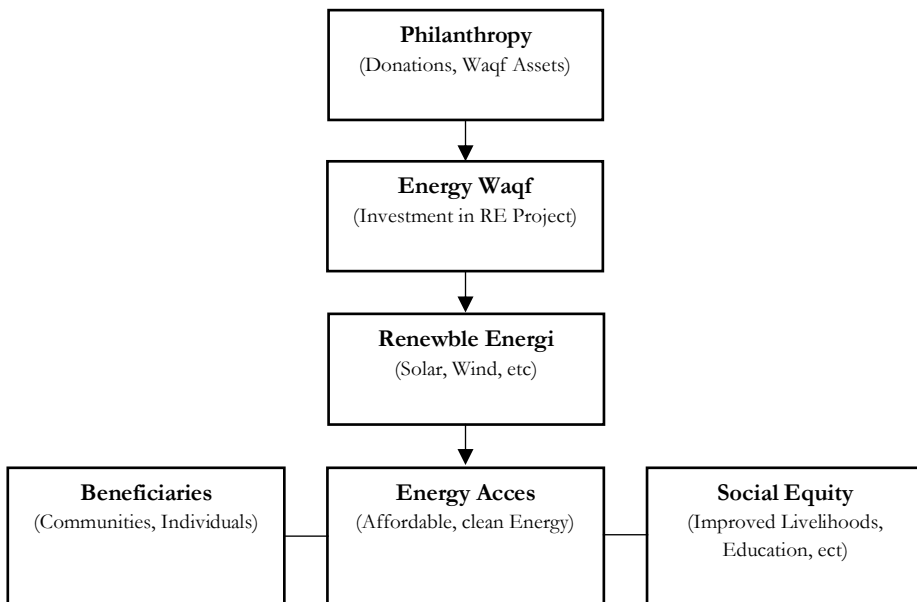 Philanthropy
(Donations, Waqf Assets)
Energy Waqf
(Investment in RE Project)
Renewble Energi
(Solar, Wind, etc)
Beneficiaries
(Communities, Individuals)
Energy Acces
(Affordable, clean Energy)
Social Equity
(Improved Livelihoods,
Education, ect)